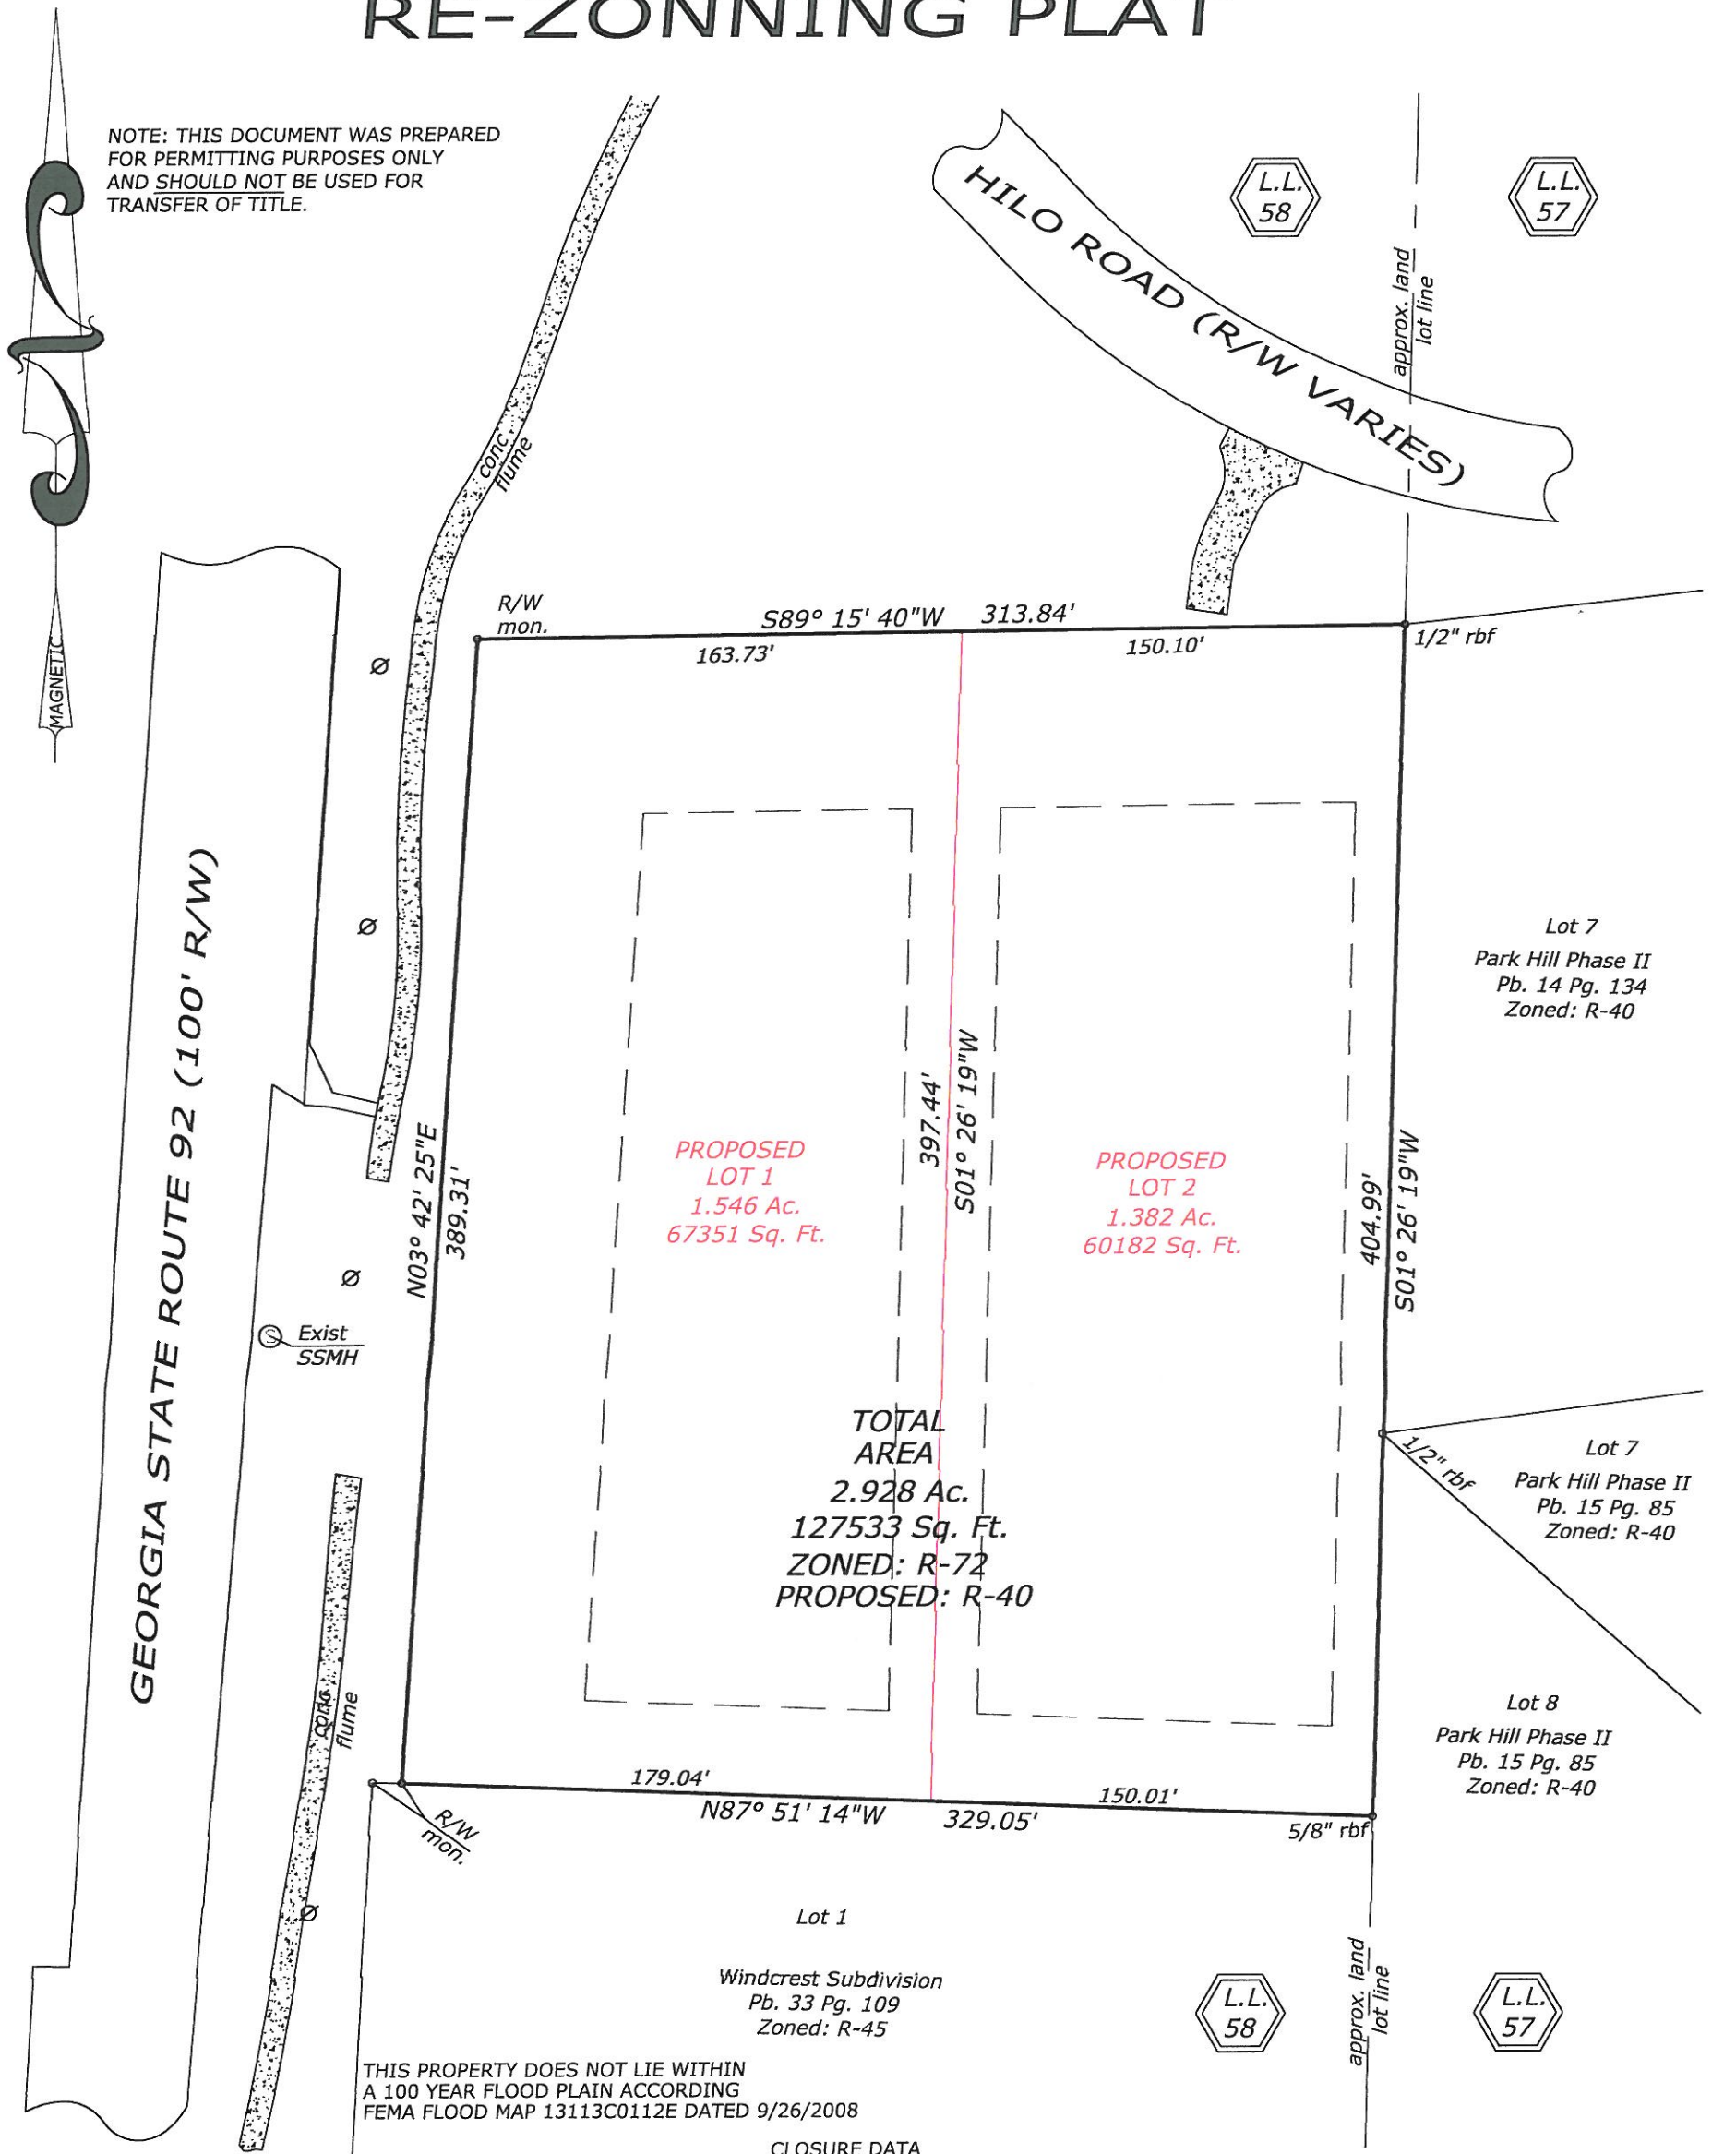 RE-ZONNING PLAT
NOTE: THIS DOCUMENT WAS PREPARED
FOR PERMITTING PURPOSES ONLY
AND SHOULD NOT BE USED FOR
TRANSFER OF TITLE.
MAGNETIC
HILO ROAD (R/W VARIES)
L.L.
58
L.L.
57
approx. land
lot line
conc
flume
R/W
mon.
S89° 15' 40"W 313.84'
163.73'
150.10'
1/2" rbf
GEORGIA STATE ROUTE 92 (100' R/W)
N03° 42' 25"E
389.31'
397.44'
S01° 26' 19"W
404.99'
S01° 26' 19"W
PROPOSED
LOT 1
1.546 Ac.
67351 Sq. Ft.
PROPOSED
LOT 2
1.382 Ac.
60182 Sq. Ft.
Lot 7
Park Hill Phase II
Pb. 14 Pg. 134
Zoned: R-40
S Exist
SSMH
TOTAL
AREA
2.928 Ac.
127533 Sq. Ft.
ZONED: R-72
PROPOSED: R-40
1/2" rbf
Lot 7
Park Hill Phase II
Pb. 15 Pg. 85
Zoned: R-40
Lot 8
Park Hill Phase II
Pb. 15 Pg. 85
Zoned: R-40
conc
flume
R/W
mon.
179.04'
150.01'
N87° 51' 14"W 329.05'
5/8" rbf
Lot 1
Windcrest Subdivision
Pb. 33 Pg. 109
Zoned: R-45
L.L.
58
approx. land
lot line
L.L.
57
THIS PROPERTY DOES NOT LIE WITHIN
A 100 YEAR FLOOD PLAIN ACCORDING
FEMA FLOOD MAP 13113C0112E DATED 9/26/2008
CLOSURE DATA